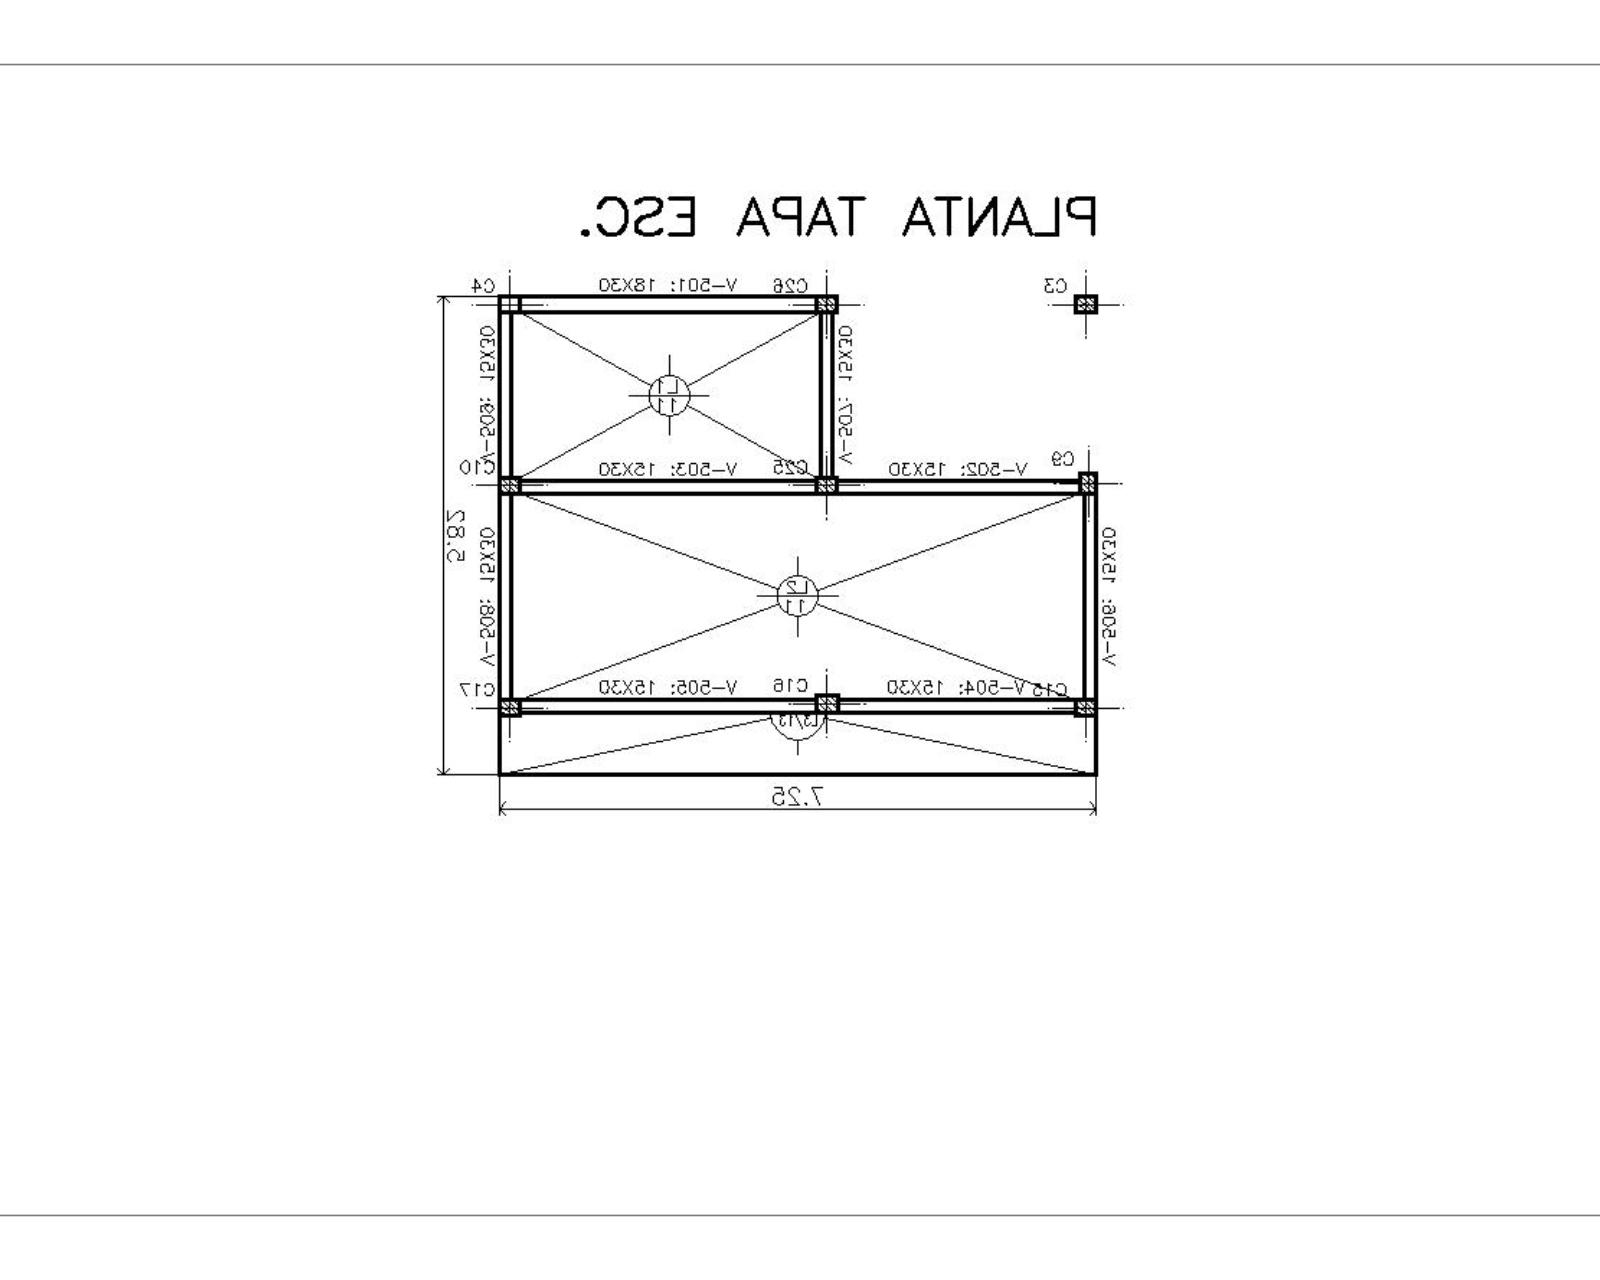 PLANTA TAPA ESC.
C3
C26
V-501: 18X30
C4
V-507: 15X30
V-509: 15X30
L1
11
C9
V-502: 15X30
C25
V-503: 15X30
C10
5.82
V-506: 15X30
V-508: 15X30
L2
11
C15
V-504: 15X30
C16
V-505: 15X30
C17
L3/13
7.25